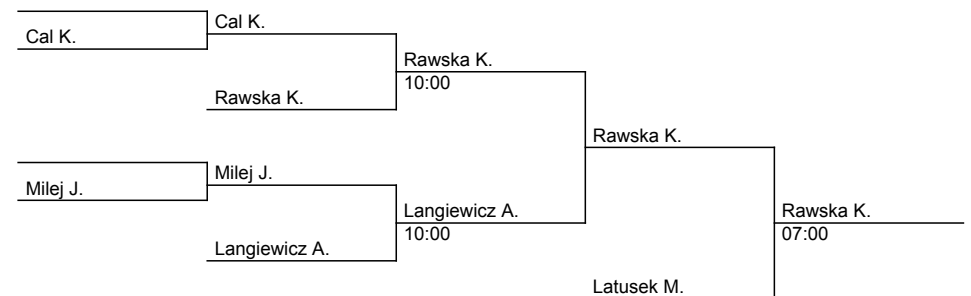 Cal K.
Cal K.
Rawska K.
10:00
Rawska K.
Rawska K.
Milej J.
Milej J.
Langiewicz A.
10:00
Langiewicz A.
Rawska K.
07:00
Latusek M.